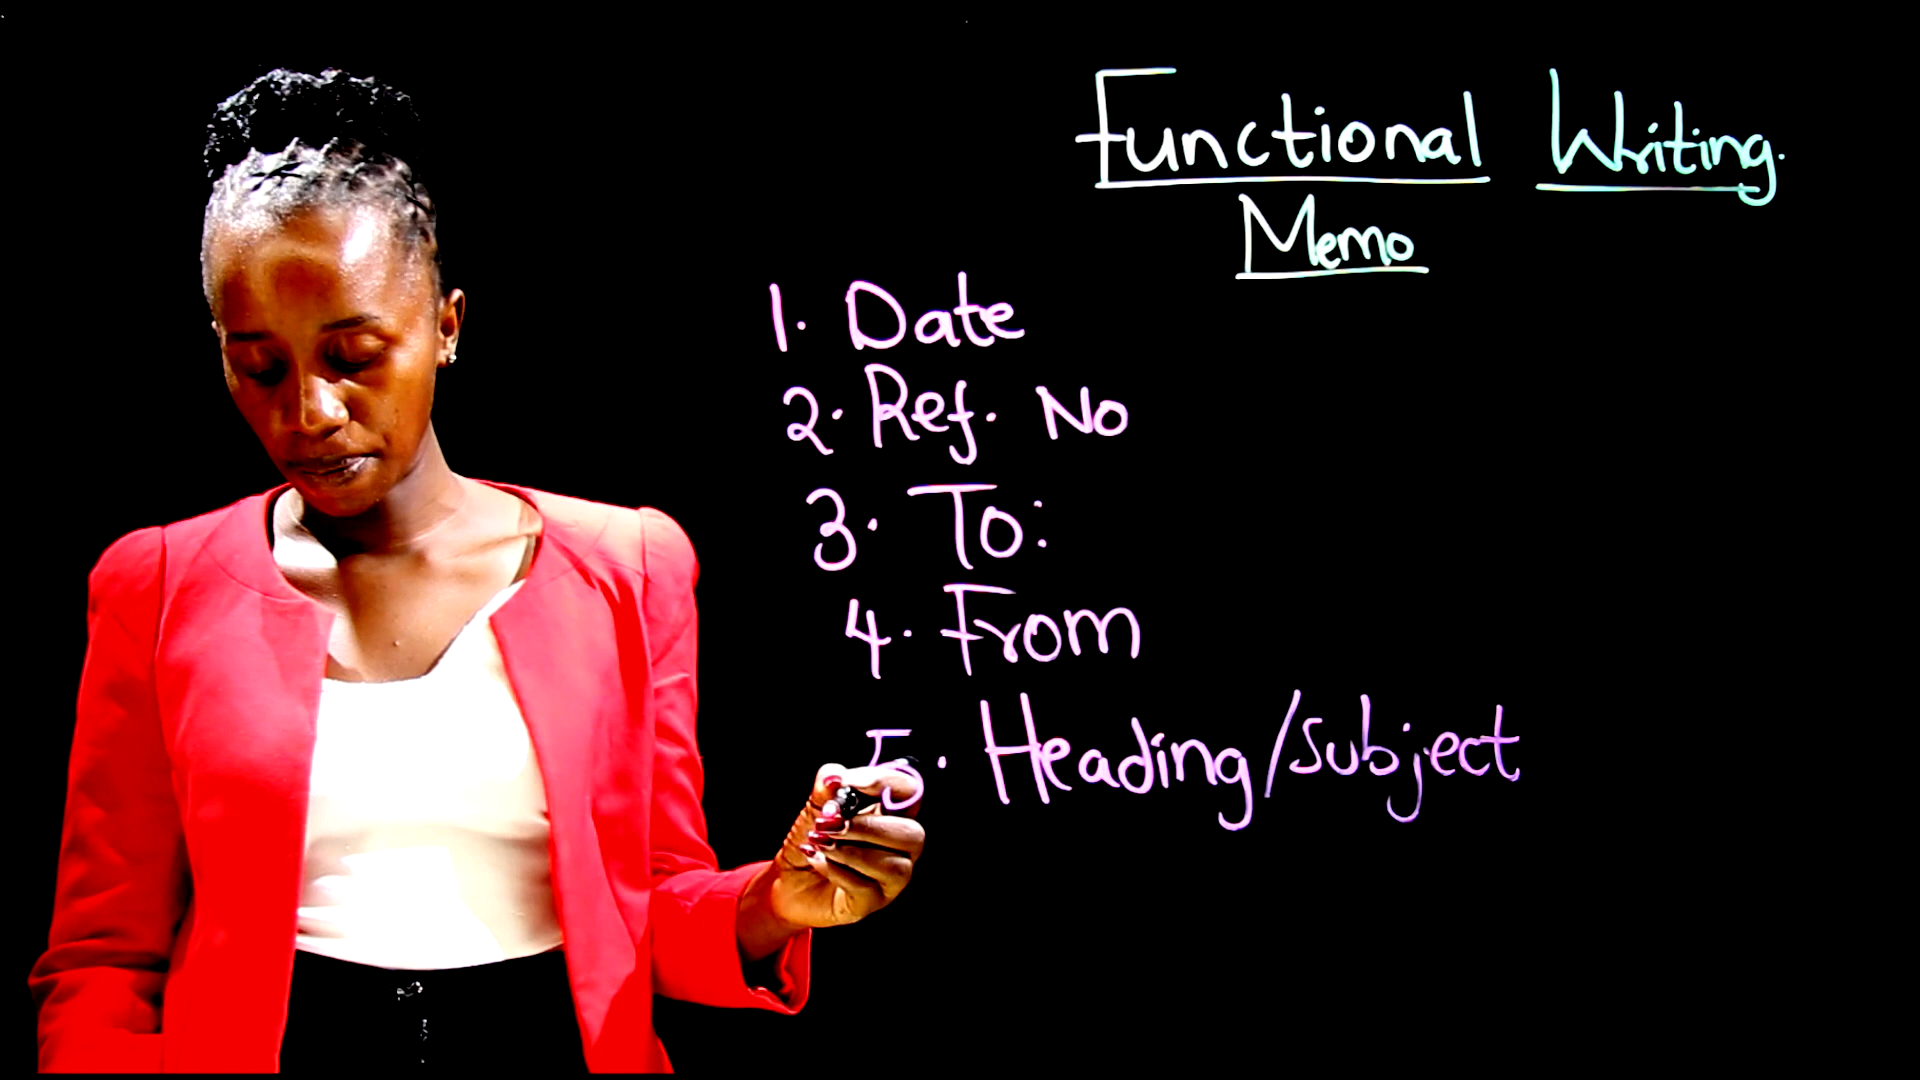 Functional Writing.
Memo
1. Date
2. Ref. No
3. To:
4. From
5. Heading/Subject